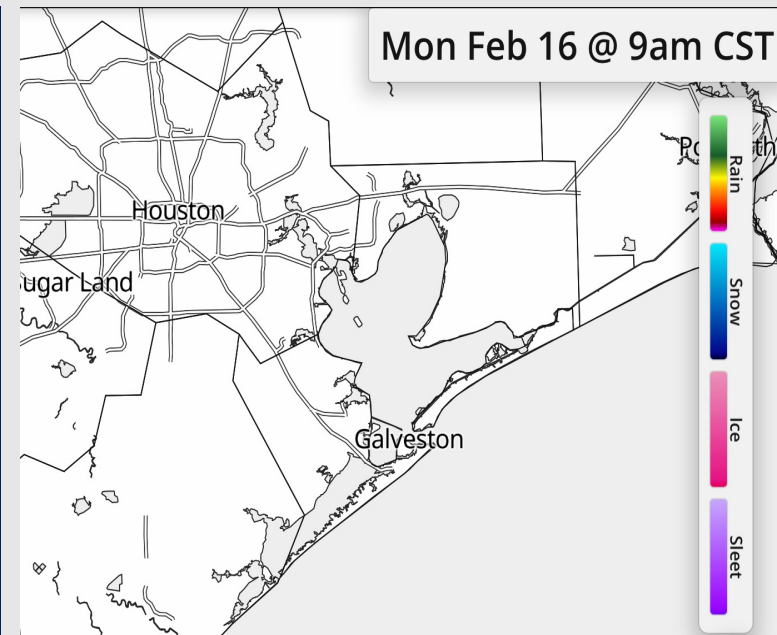 Mon Feb 16 @ 9am CST
Rain
Houston
ugar Land
Snow
Ice
Galveston
Sleet